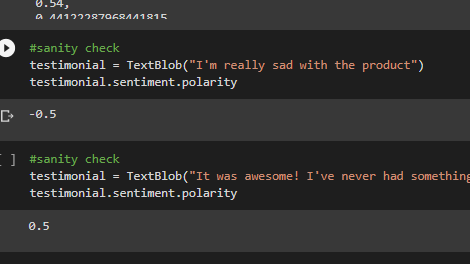 0.54,
0.44122287968441815
#sanity check
testimonial = TextBlob("I'm really sad with the product")
testimonial.sentiment.polarity
-0.5
[ ] #sanity check
testimonial = TextBlob("It was awesome! I've never had something
testimonial.sentiment.polarity
0.5